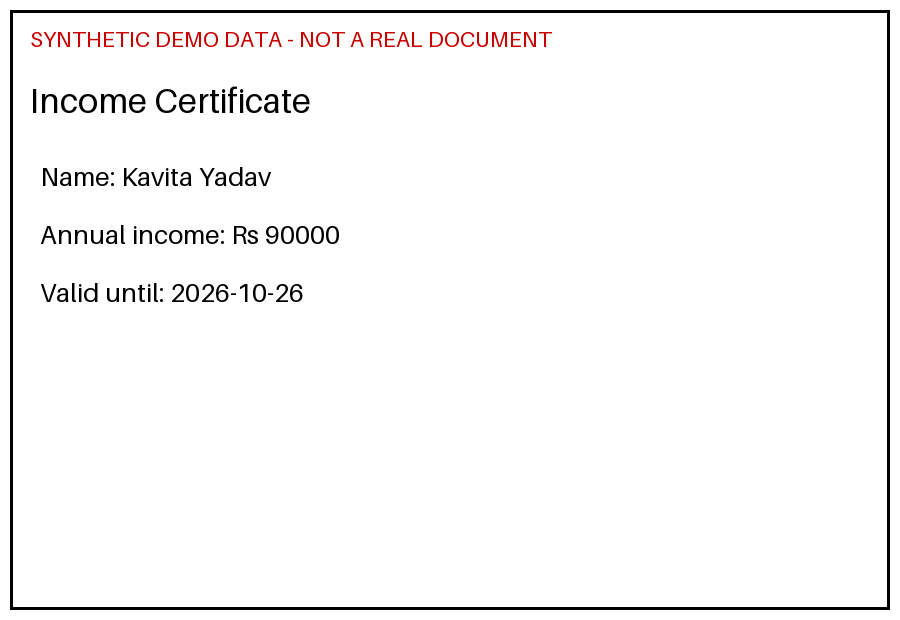 SYNTHETIC DEMO DATA - NOT A REAL DOCUMENT
Income Certificate
Name: Kavita Yadav
Annual income: Rs 90000
Valid until: 2026-10-26